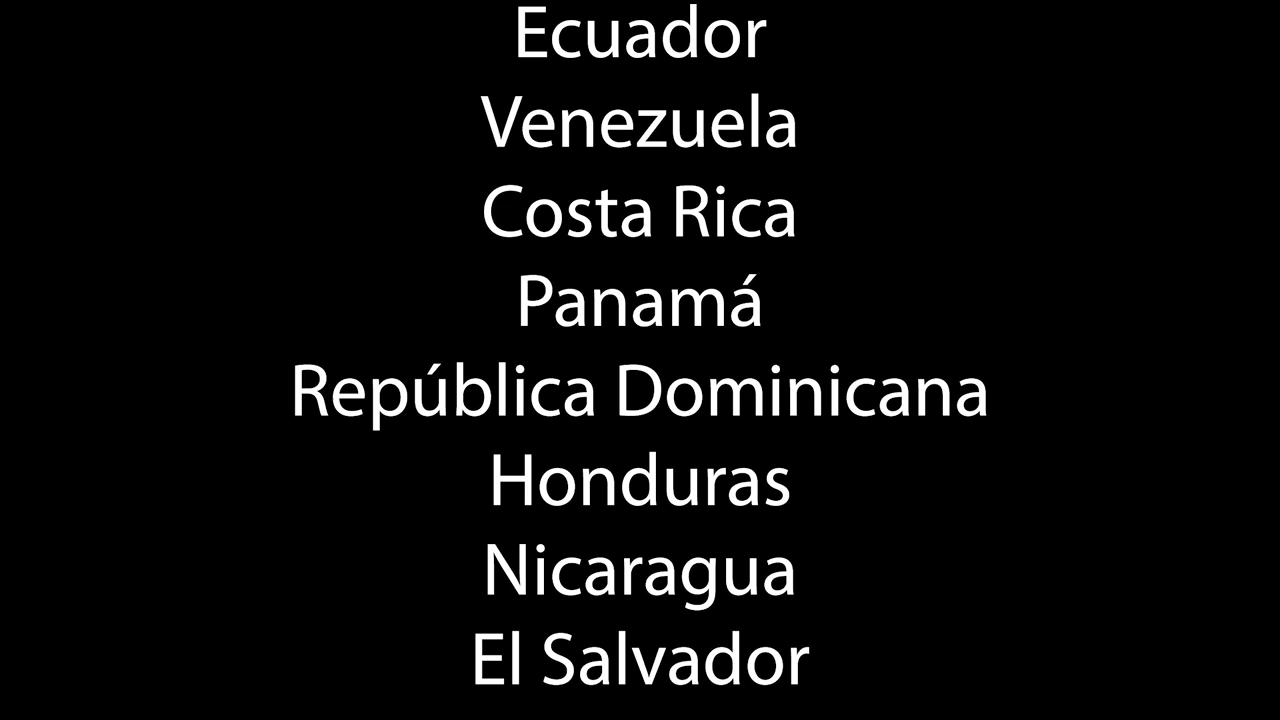 Ecuador
Venezuela
Costa Rica
Panamá
República Dominicana
Honduras
Nicaragua
El Salvador